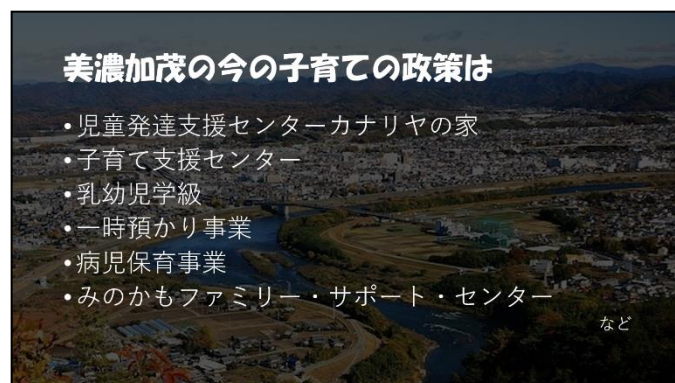 美濃加茂の今の子育ての政策は
•児童発達支援センターカナリヤの家
•子育て支援センター
•乳幼児学級
•一時預かり事業
•病児保育事業
•みのかもファミリー・サポート・センター
など